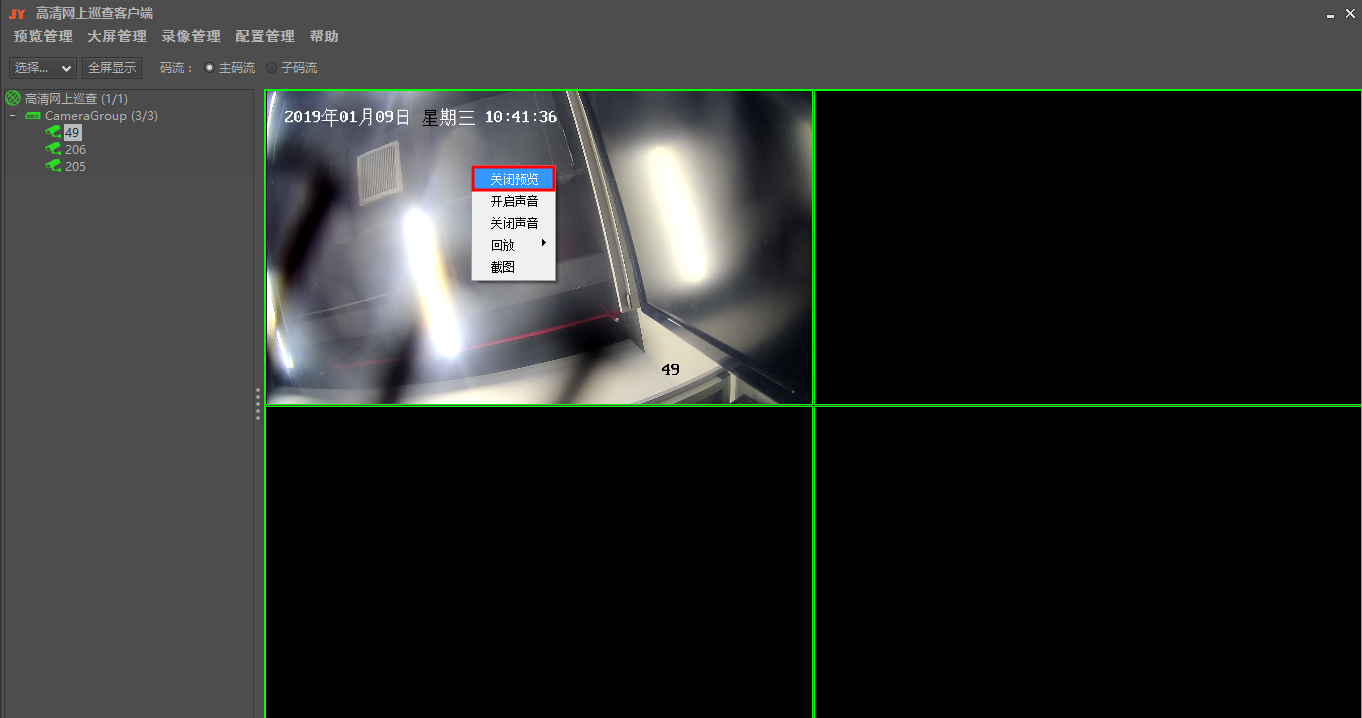 JY 高清网上巡查客户端
预览管理 大屏管理 录像管理 配置管理 帮助
选择... 全屏显示 码流： 主码流 子码流
高清网上巡查 (1/1)
CameraGroup (3/3)
49
206
205
2019年01月09日 星期三 10:41:36
关闭预览
开启声音
关闭声音
回放
截图
49